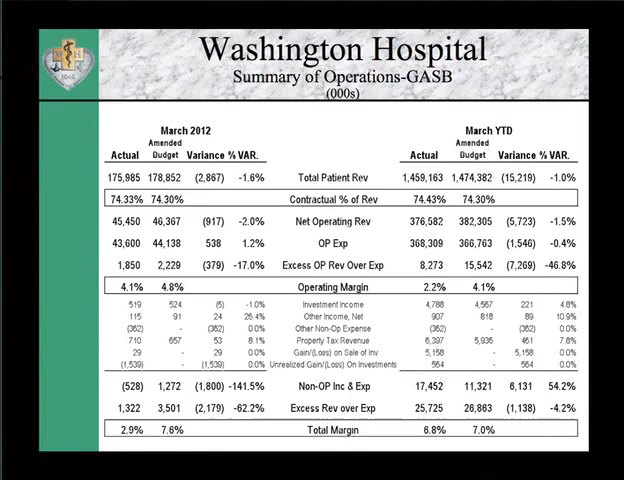 Washington Hospital
Summary of Operations-GASB
(000s)
W H
1948
March 2012 March YTD
Amended Amended
Actual Budget Variance % VAR. Actual Budget Variance % VAR.
175,985 178,852 (2,867) -1.6% Total Patient Rev 1,459,163 1,474,382 (15,219) -1.0%
74.33% 74.30% Contractual % of Rev 74.43% 74.30%
45,450 46,367 (917) -2.0% Net Operating Rev 376,582 382,305 (5,723) -1.5%
43,600 44,138 538 1.2% OP Exp 368,309 366,763 (1,546) -0.4%
1,850 2,229 (379) -17.0% Excess OP Rev Over Exp 8,273 15,542 (7,269) -46.8%
4.1% 4.8% Operating Margin 2.2% 4.1%
519 524 (5) -1.0% Investment Income 4,788 4,567 221 4.8%
115 91 24 26.4% Other Income, Net 907 818 89 10.9%
(362) - (362) 0.0% Other Non-Op Expense (362) - (362) 0.0%
710 657 53 8.1% Property Tax Revenue 6,397 5,936 461 7.8%
29 - 29 0.0% Gain/(Loss) on Sale of Inv 5,158 - 5,158 0.0%
(1,539) - (1,539) 0.0% Unrealized Gain/(Loss) On Investments 564 - 564 0.0%
(528) 1,272 (1,800) -141.5% Non-OP Inc & Exp 17,452 11,321 6,131 54.2%
1,322 3,501 (2,179) -62.2% Excess Rev over Exp 25,725 26,863 (1,138) -4.2%
2.9% 7.6% Total Margin 6.8% 7.0%